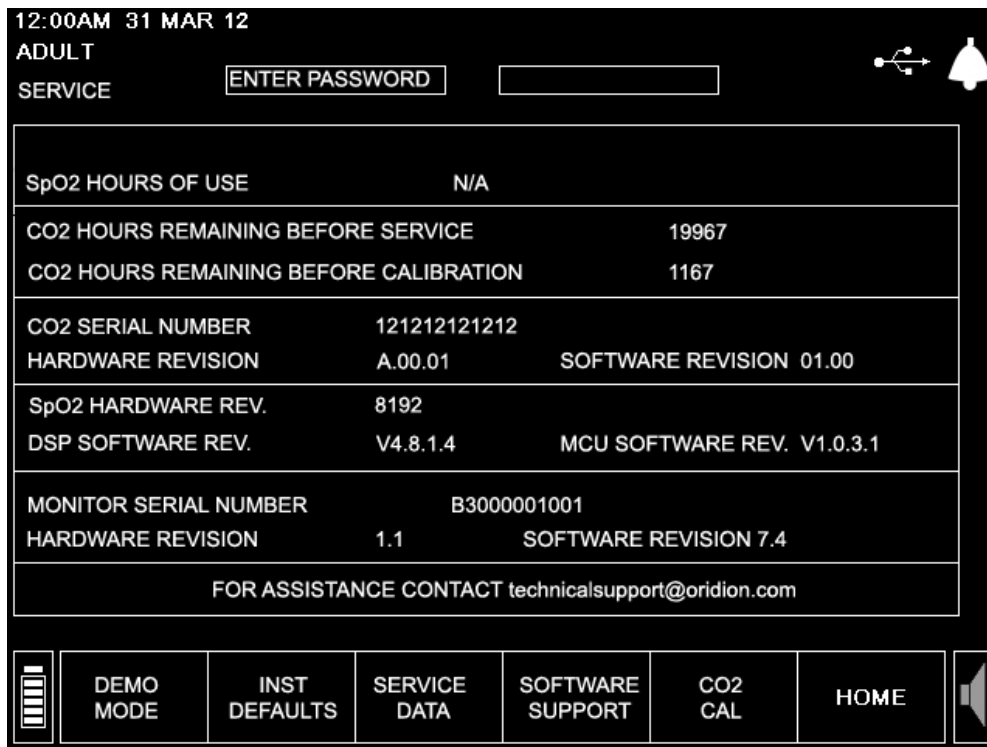 12:00AM 31 MAR 12
ADULT
SERVICE ENTER PASSWORD
SpO2 HOURS OF USE N/A
CO2 HOURS REMAINING BEFORE SERVICE 19967
CO2 HOURS REMAINING BEFORE CALIBRATION 1167
CO2 SERIAL NUMBER 121212121212
HARDWARE REVISION A.00.01 SOFTWARE REVISION 01.00
SpO2 HARDWARE REV. 8192
DSP SOFTWARE REV. V4.8.1.4 MCU SOFTWARE REV. V1.0.3.1
MONITOR SERIAL NUMBER B3000001001
HARDWARE REVISION 1.1 SOFTWARE REVISION 7.4
FOR ASSISTANCE CONTACT technicalsupport@oridion.com
DEMO MODE INST DEFAULTS SERVICE DATA SOFTWARE SUPPORT CO2 CAL HOME